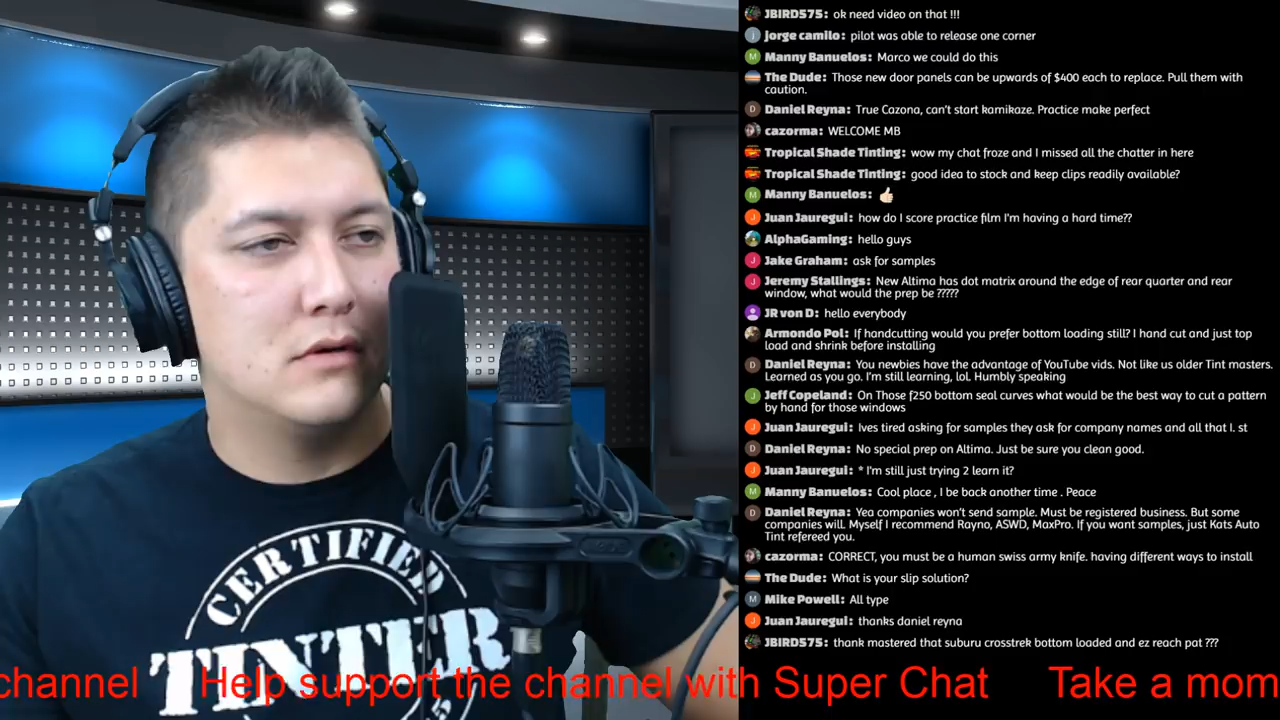 JBIRD575: ok need video on that !!!
jorge camilo: pilot was able to release one corner
Manny Banuelos: Marco we could do this
The Dude: Those new door panels can be upwards of $400 each to replace. Pull them with
caution.
Daniel Reyna: True Cazona, can't start kamikaze. Practice make perfect
cazorma: WELCOME MB
Tropical Shade Tinting: wow my chat froze and I missed all the chatter in here
Tropical Shade Tinting: good idea to stock and keep clips readily available?
Manny Banuelos: 👍🏻
Juan Jauregui: how do I score practice film I'm having a hard time??
AlphaGaming: hello guys
Jake Graham: ask for samples
Jeremy Stallings: New Altima has dot matrix around the edge of rear quarter and rear
window, what would the prep be ?????
JR von D: hello everybody
Armondo Pol: If handcutting would you prefer bottom loading still? I hand cut and just top
load and shrink before installing
Daniel Reyna: You newbies have the advantage of YouTube vids. Not like us older Tint masters.
Learned as you go. I'm still learning, lol. Humbly speaking
Jeff Copeland: On Those f250 bottom seal curves what would be the best way to cut a pattern
by hand for those windows
Juan Jauregui: Ives tired asking for samples they ask for company names and all that I. st
Daniel Reyna: No special prep on Altima. Just be sure you clean good.
Juan Jauregui: * I'm still just trying 2 learn it?
Manny Banuelos: Cool place , I be back another time . Peace
Daniel Reyna: Yea companies won't send sample. Must be registered business. But some
companies will. Myself I recommend Rayno, ASWD, MaxPro. If you want samples, just Kats Auto
Tint refereed you.
cazorma: CORRECT, you must be a human swiss army knife. having different ways to install
The Dude: What is your slip solution?
Mike Powell: All type
Juan Jauregui: thanks daniel reyna
JBIRD575: thank mastered that suburu crosstrek bottom loaded and ez reach pat ???
CERTIFIED
TINTER
channel Help support the channel with Super Chat Take a mom